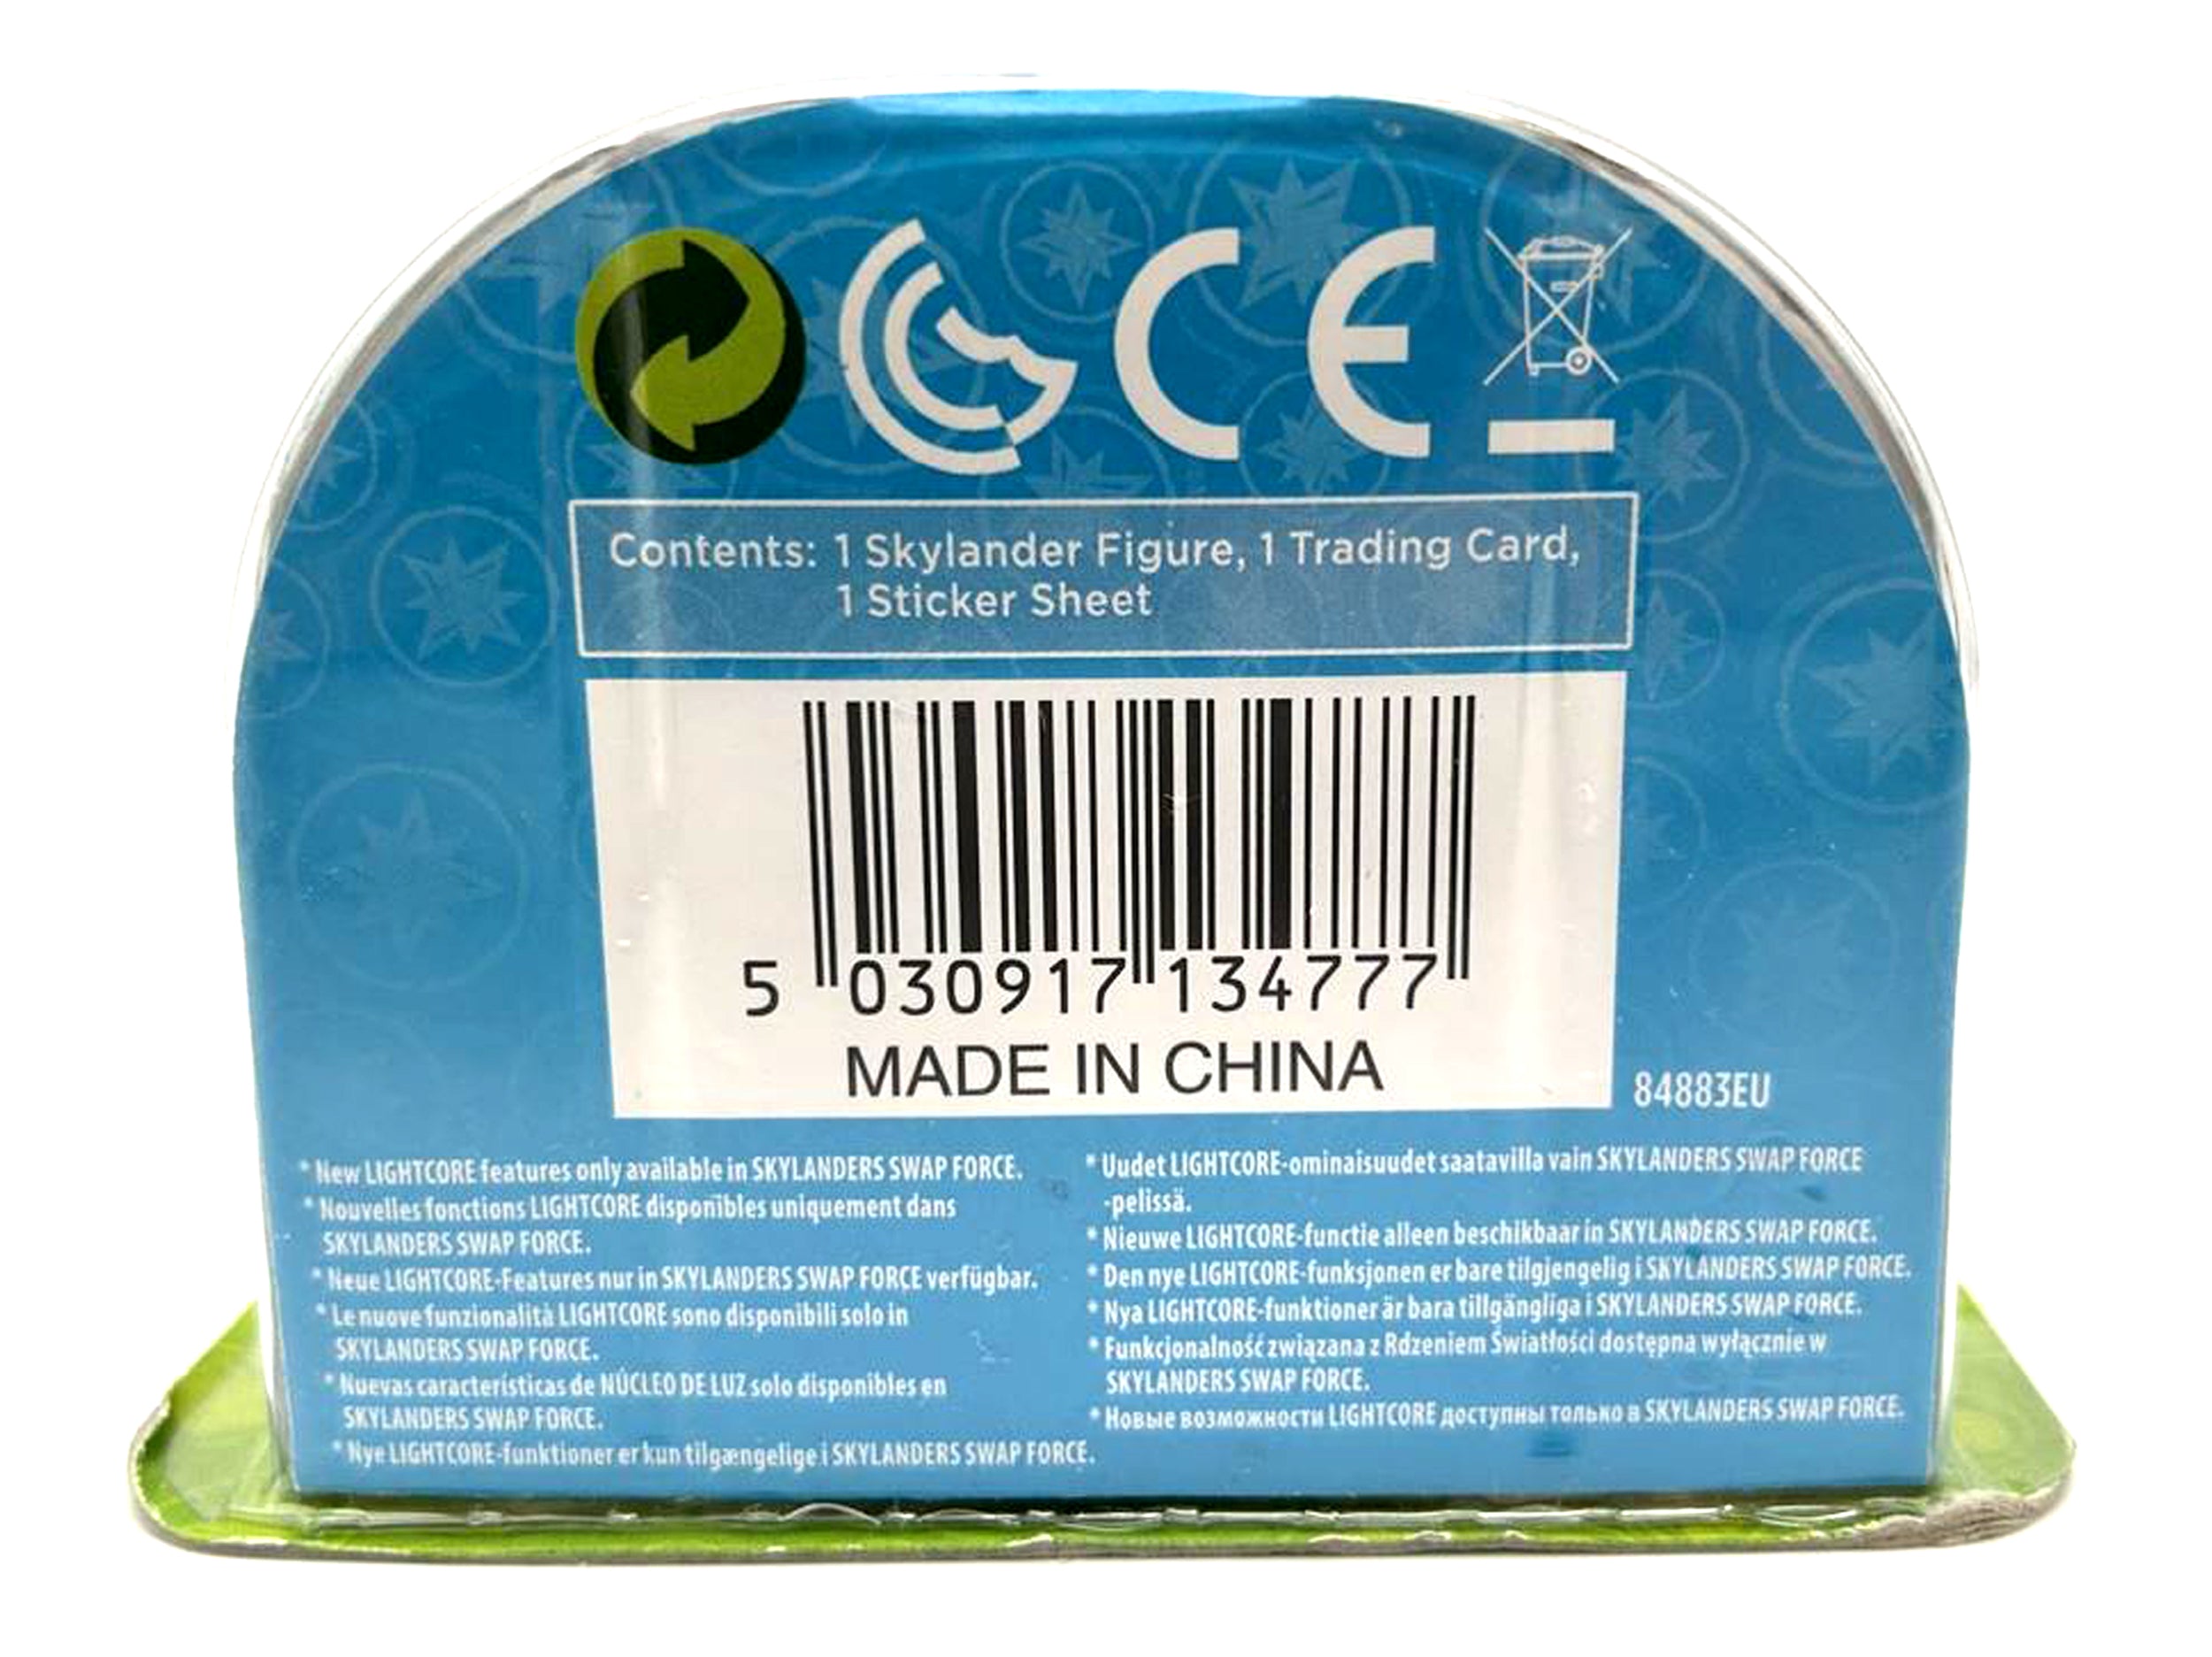 CE
Contents: 1 Skylander Figure, 1 Trading Card,
1 Sticker Sheet
5 030917 134777
MADE IN CHINA
84883EU
* New LIGHTCORE features only available in SKYLANDERS SWAP FORCE.
* Nouvelles fonctions LIGHTCORE disponibles uniquement dans
SKYLANDERS SWAP FORCE.
* Neue LIGHTCORE-Features nur in SKYLANDERS SWAP FORCE verfügbar.
* Le nuove funzionalità LIGHTCORE sono disponibili solo in
SKYLANDERS SWAP FORCE.
* Nuevas características de NÚCLEO DE LUZ solo disponibles en
SKYLANDERS SWAP FORCE.
* Nye LIGHTCORE-funktioner er kun tilgængelige i SKYLANDERS SWAP FORCE.
* Uudet LIGHTCORE-ominaisuudet saatavilla vain SKYLANDERS SWAP FORCE
-pelissä.
* Nieuwe LIGHTCORE-functie alleen beschikbaar in SKYLANDERS SWAP FORCE.
* Den nye LIGHTCORE-funksjonen er bare tilgjengelig i SKYLANDERS SWAP FORCE.
* Nya LIGHTCORE-funktioner är bara tillgängliga i SKYLANDERS SWAP FORCE.
* Funkcjonalność związana z Rdzeniem Światłości dostępna wyłącznie w
SKYLANDERS SWAP FORCE.
* Новые возможности LIGHTCORE доступны только в SKYLANDERS SWAP FORCE.